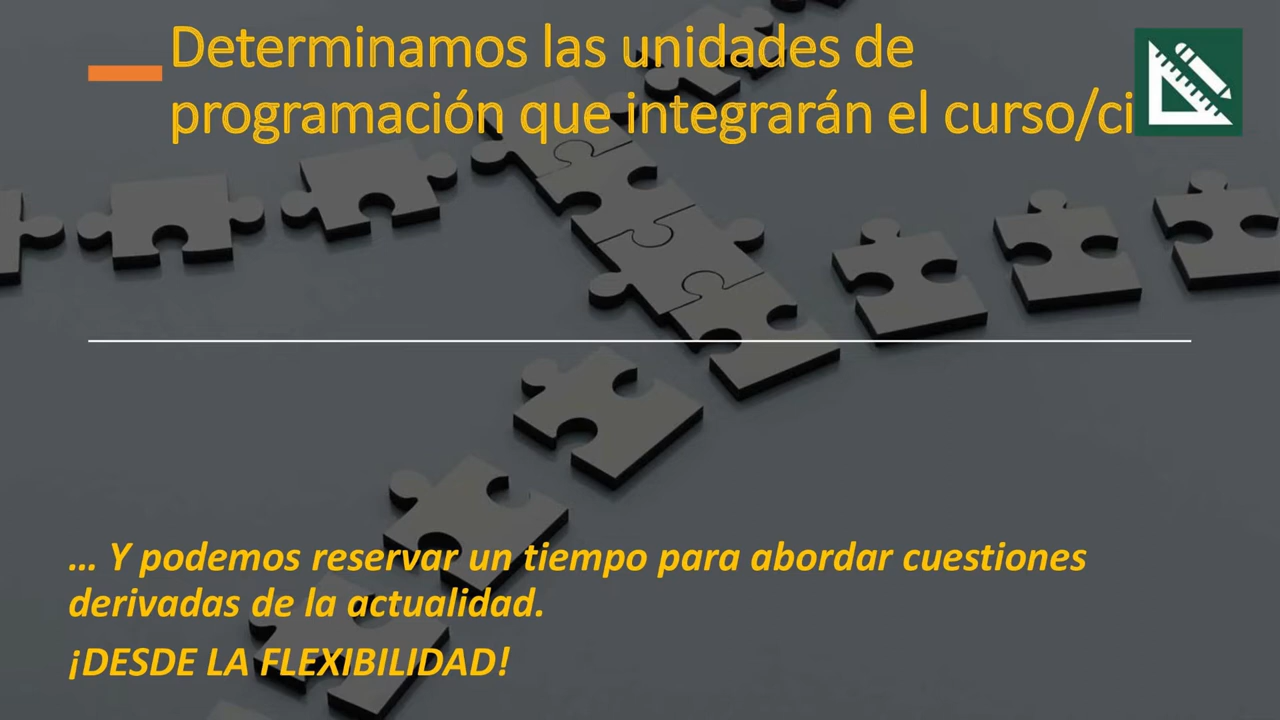 Determinamos las unidades de
programación que integrarán el curso/ci
... Y podemos reservar un tiempo para abordar cuestiones
derivadas de la actualidad.
¡DESDE LA FLEXIBILIDAD!